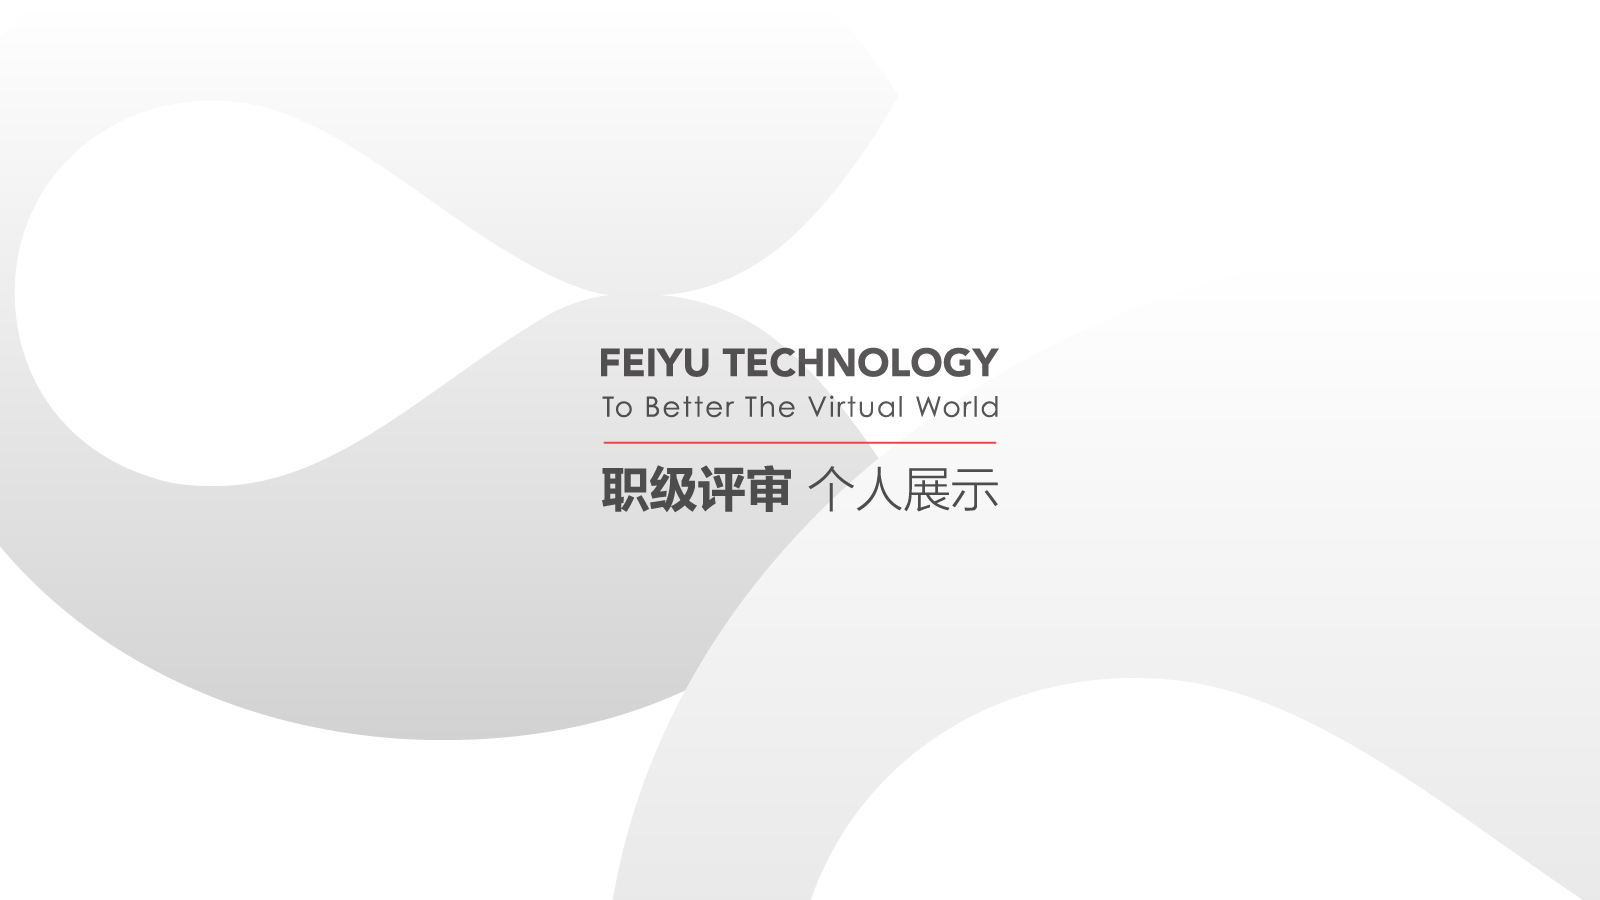 FEIYU TECHNOLOGY
To Better The Virtual World
职级评审 个人展示